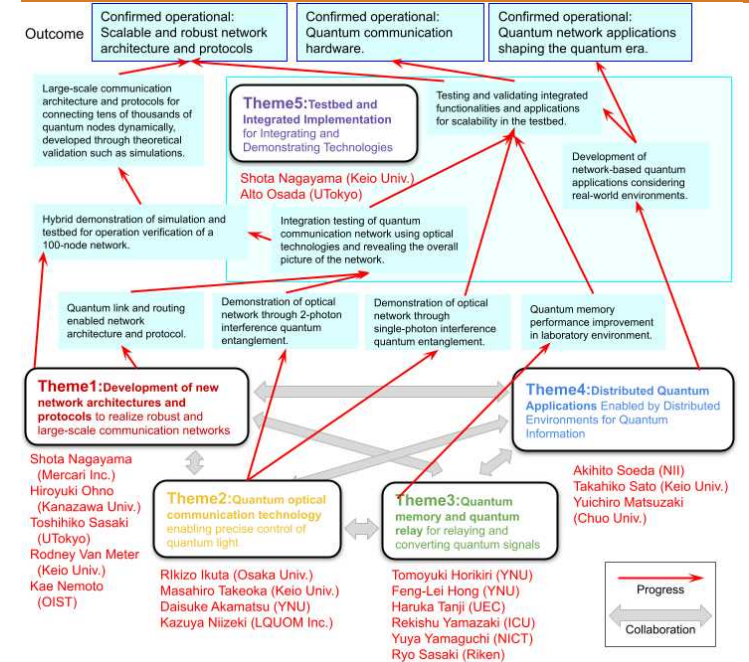 Outcome
Confirmed operational:
Scalable and robust network
architecture and protocols
Confirmed operational:
Quantum communication
hardware.
Confirmed operational:
Quantum network applications
shaping the quantum era.
Large-scale communication
architecture and protocols for
connecting tens of thousands of
quantum nodes dynamically,
developed through theoretical
validation such as simulations.
Theme5:Testbed and
Integrated Implementation
for Integrating and
Demonstrating Technologies
Shota Nagayama (Keio Univ.)
Alto Osada (UTokyo)
Testing and validating integrated
functionalities and applications
for scalability in the testbed.
Development of
network-based quantum
applications considering
real-world environments.
Hybrid demonstration of simulation and
testbed for operation verification of a
100-node network.
Integration testing of quantum
communication network using optical
technologies and revealing the overall
picture of the network.
Quantum link and routing
enabled network
architecture and protocol.
Demonstration of optical
network through 2-photon
interference quantum
entanglement.
Demonstration of optical
network through
single-photon interference
quantum entanglement.
Quantum memory
performance improvement
in laboratory environment.
Theme1:Development of new
network architectures and
protocols to realize robust and
large-scale communication networks
Shota Nagayama
(Mercari Inc.)
Hiroyuki Ohno
(Kanazawa Univ.)
Toshihiko Sasaki
(UTokyo)
Rodney Van Meter
(Keio Univ.)
Kae Nemoto
(OIST)
Theme2:Quantum optical
communication technology
enabling precise control of
quantum light
RIkizo Ikuta (Osaka Univ.)
Masahiro Takeoka (Keio Univ.)
Daisuke Akamatsu (YNU)
Kazuya Niizeki (LQUOM Inc.)
Theme3:Quantum
memory and quantum
relay for relaying and
converting quantum signals
Tomoyuki Horikiri (YNU)
Feng-Lei Hong (YNU)
Haruka Tanji (UEC)
Rekishu Yamazaki (ICU)
Yuya Yamaguchi (NICT)
Ryo Sasaki (Riken)
Theme4:Distributed Quantum
Applications Enabled by Distributed
Environments for Quantum
Information
Akihito Soeda (NII)
Takahiko Sato (Keio Univ.)
Yuichiro Matsuzaki
(Chuo Univ.)
Progress
Collaboration